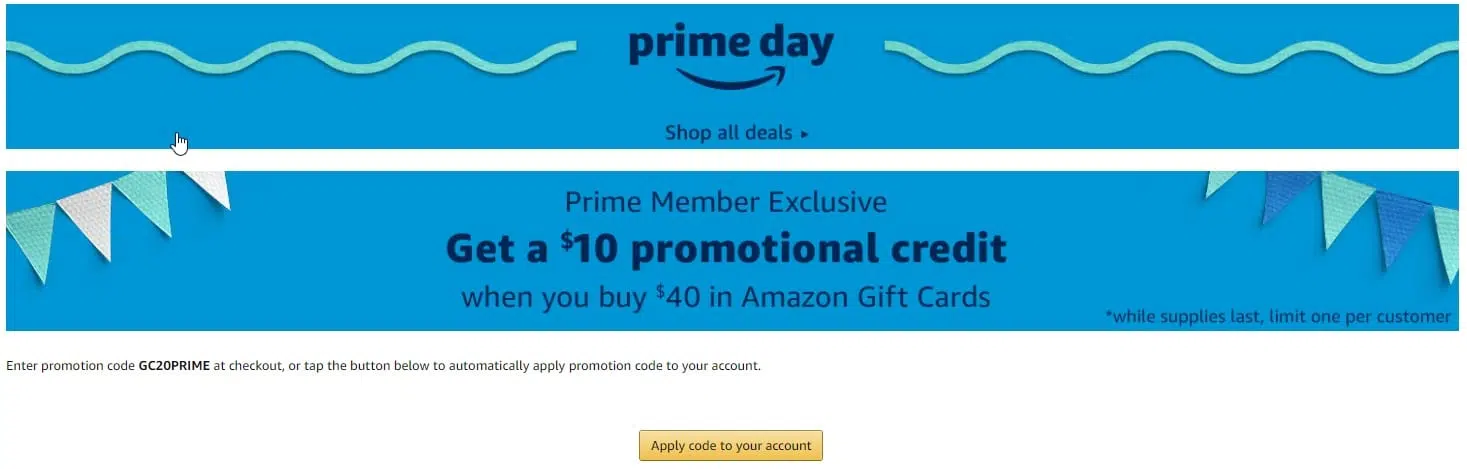 prime day
Shop all deals ▸
Prime Member Exclusive
Get a $10 promotional credit
when you buy $40 in Amazon Gift Cards
*while supplies last, limit one per customer
Enter promotion code GC20PRIME at checkout, or tap the button below to automatically apply promotion code to your account.
Apply code to your account